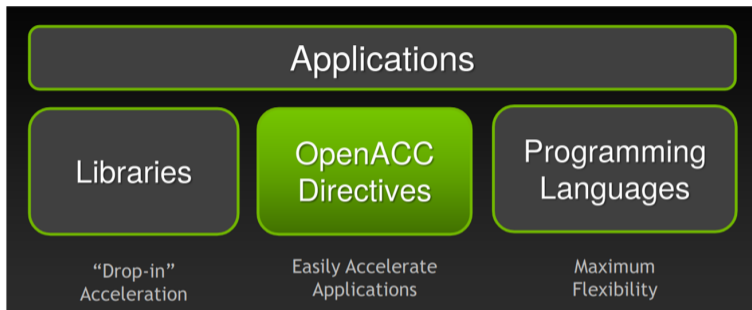 Applications
Libraries
OpenACC
Directives
Programming
Languages
“Drop-in”
Acceleration
Easily Accelerate
Applications
Maximum
Flexibility